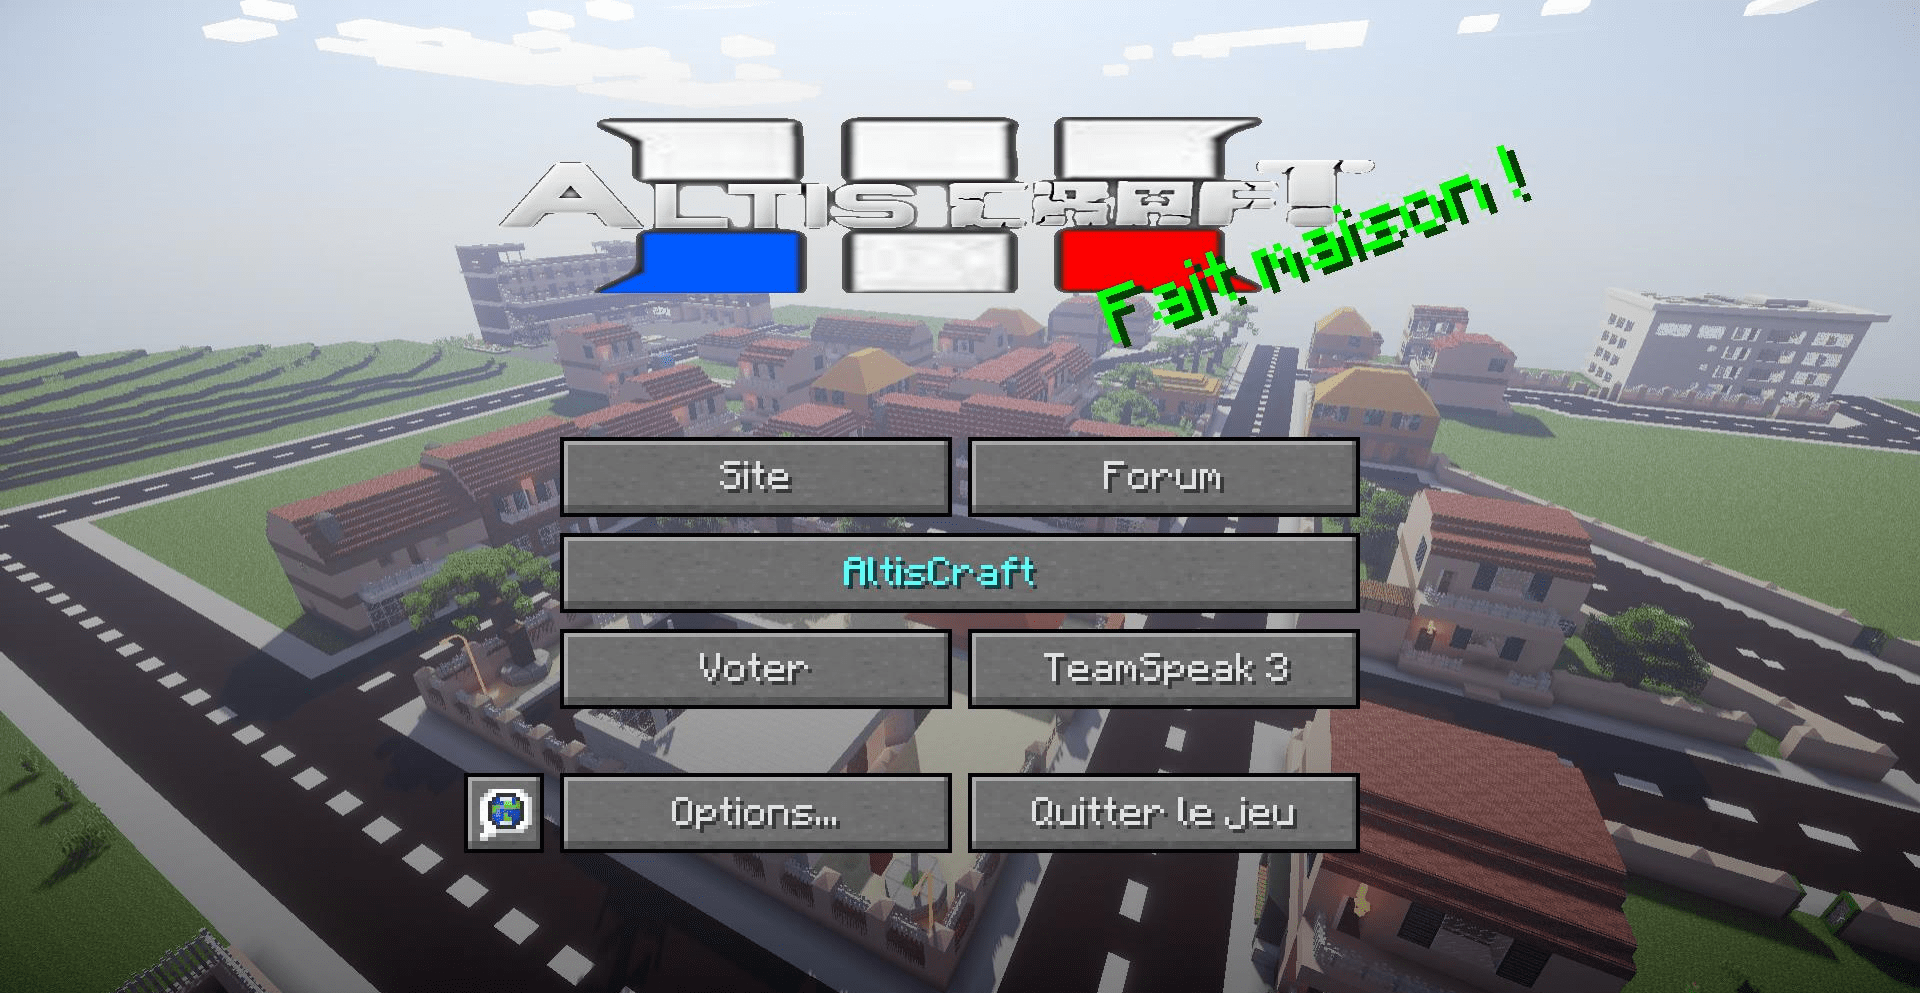 ALTISCRAFT
Fait maison !
Site
Forum
AltisCraft
Voter
TeamSpeak 3
Options...
Quitter le jeu